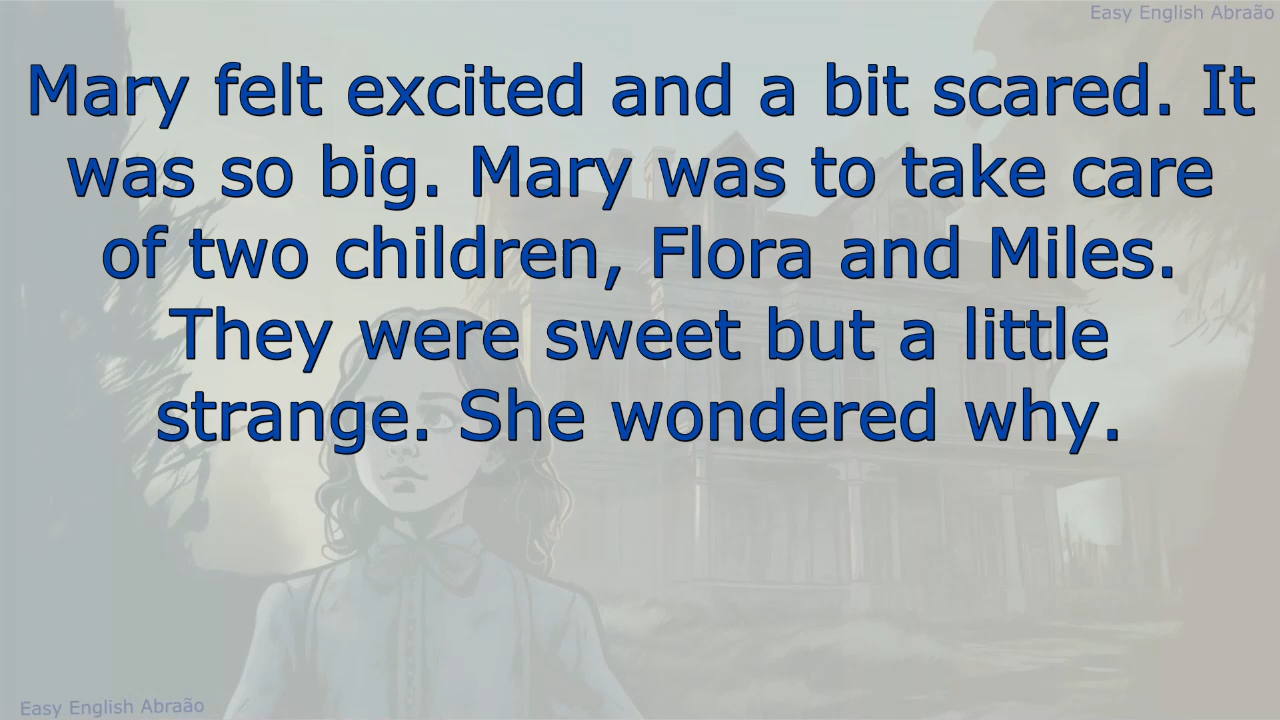 Easy English Abraão
Mary felt excited and a bit scared. It
was so big. Mary was to take care
of two children, Flora and Miles.
They were sweet but a little
strange. She wondered why.
Easy English Abraão